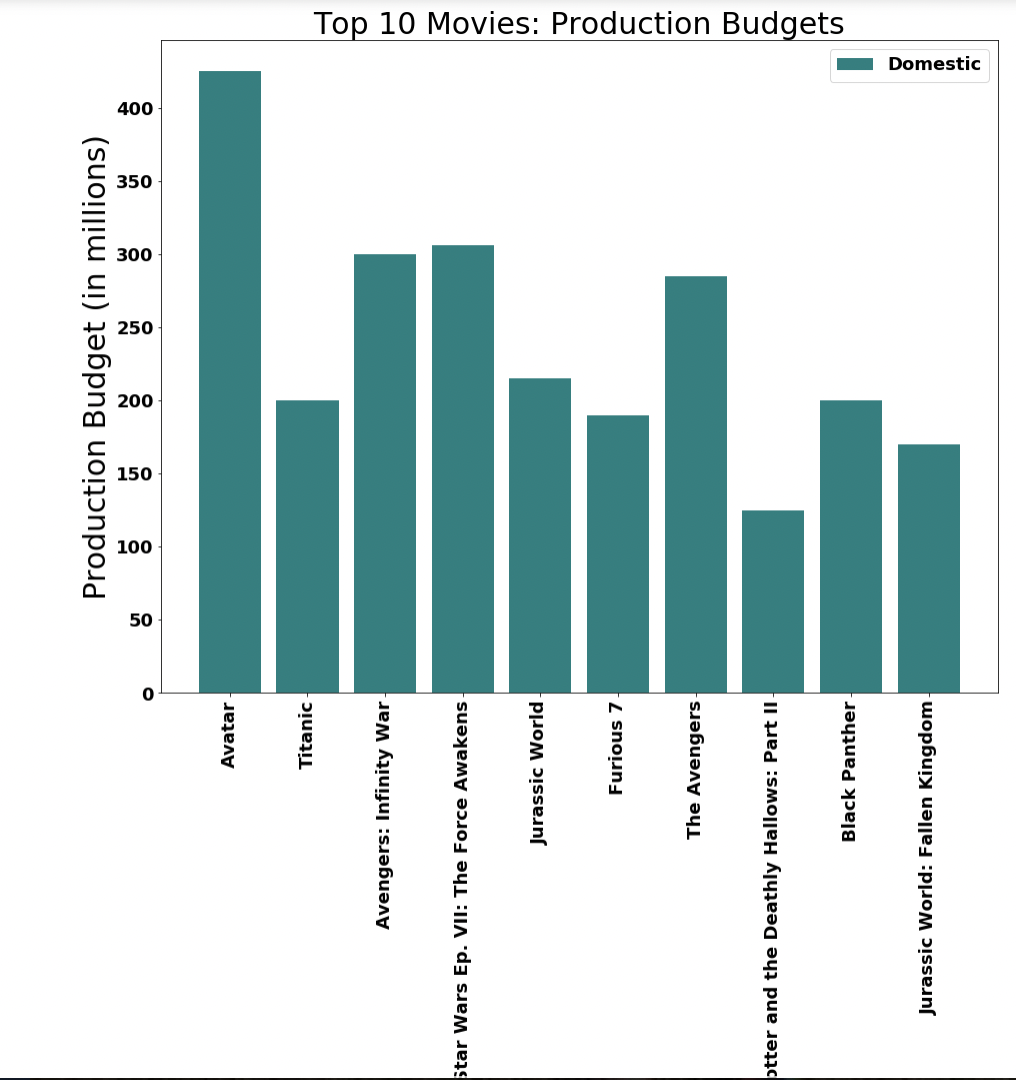 Top 10 Movies: Production Budgets
Domestic
Production Budget (in millions)
400
350
300
250
200
150
100
50
0
Avatar
Titanic
Avengers: Infinity War
Star Wars Ep. VII: The Force Awakens
Jurassic World
Furious 7
The Avengers
otter and the Deathly Hallows: Part II
Black Panther
Jurassic World: Fallen Kingdom